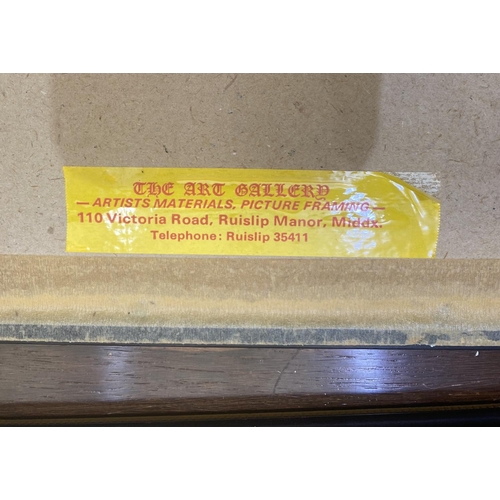 THE ART GALLERY
— ARTISTS MATERIALS, PICTURE FRAMING —
110 Victoria Road, Ruislip Manor, Middx.
Telephone: Ruislip 35411